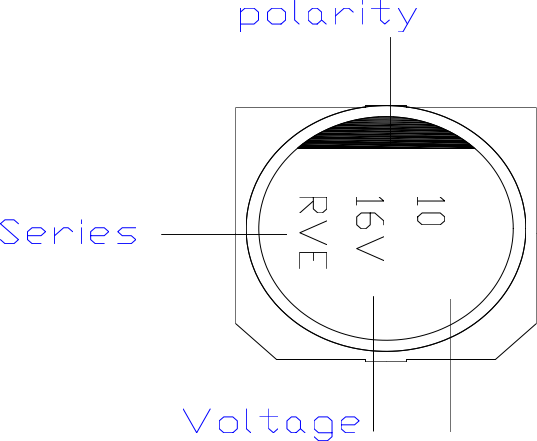 polarity
10
16V
RVE
Series
Voltage